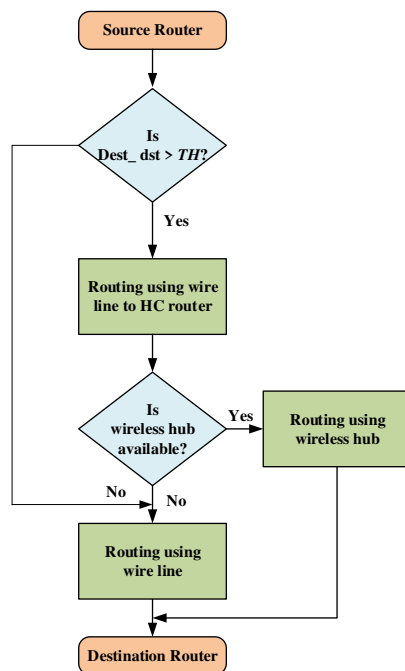 Source Router
Is
Dest_ dst > TH?
Yes
Routing using wire
line to HC router
Is
wireless hub
available?
Yes
Routing using
wireless hub
No
No
Routing using
wire line
Destination Router